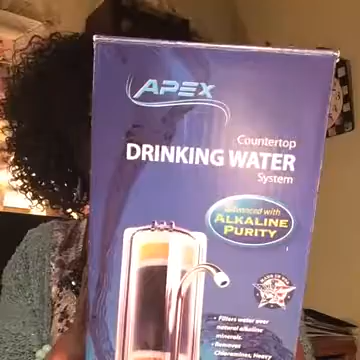 APEX
Countertop
DRINKING WATER
System
Enhanced with
ALKALINE
PURITY
• Filters water over
natural alkaline
minerals.
• Removes
Chloramines, Heavy